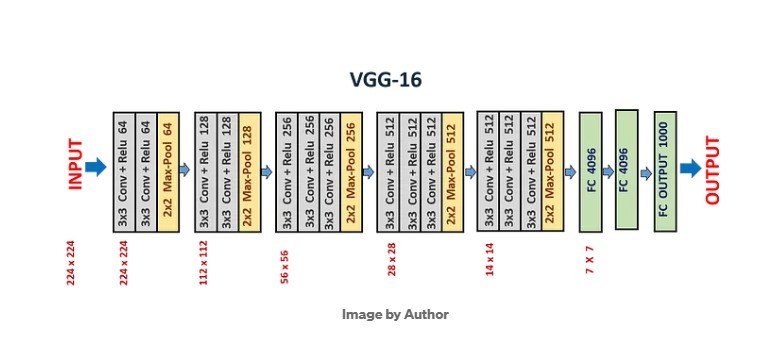 VGG-16
INPUT
3x3 Conv + Relu 64
3x3 Conv + Relu 64
2x2 Max-Pool 64
3x3 Conv + Relu 128
3x3 Conv + Relu 128
2x2 Max-Pool 128
3x3 Conv + Relu 256
3x3 Conv + Relu 256
3x3 Conv + Relu 256
2x2 Max-Pool 256
3x3 Conv + Relu 512
3x3 Conv + Relu 512
3x3 Conv + Relu 512
2x2 Max-Pool 512
3x3 Conv + Relu 512
3x3 Conv + Relu 512
3x3 Conv + Relu 512
2x2 Max-Pool 512
FC 4096
FC 4096
FC OUTPUT 1000
OUTPUT
224 x 224
224 x 224
112 x 112
56 x 56
28 x 28
14 x 14
7 X 7
Image by Author